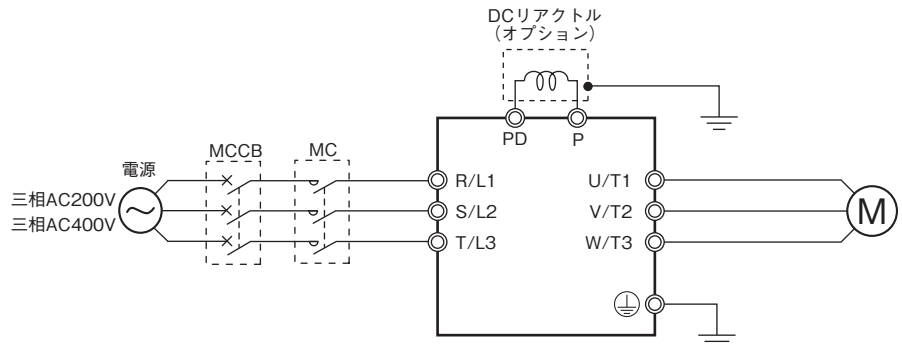 DCリアクトル
（オプション）
PD
P
MCCB
MC
電源
三相AC200V
三相AC400V
R/L1
S/L2
T/L3
U/T1
V/T2
W/T3
M